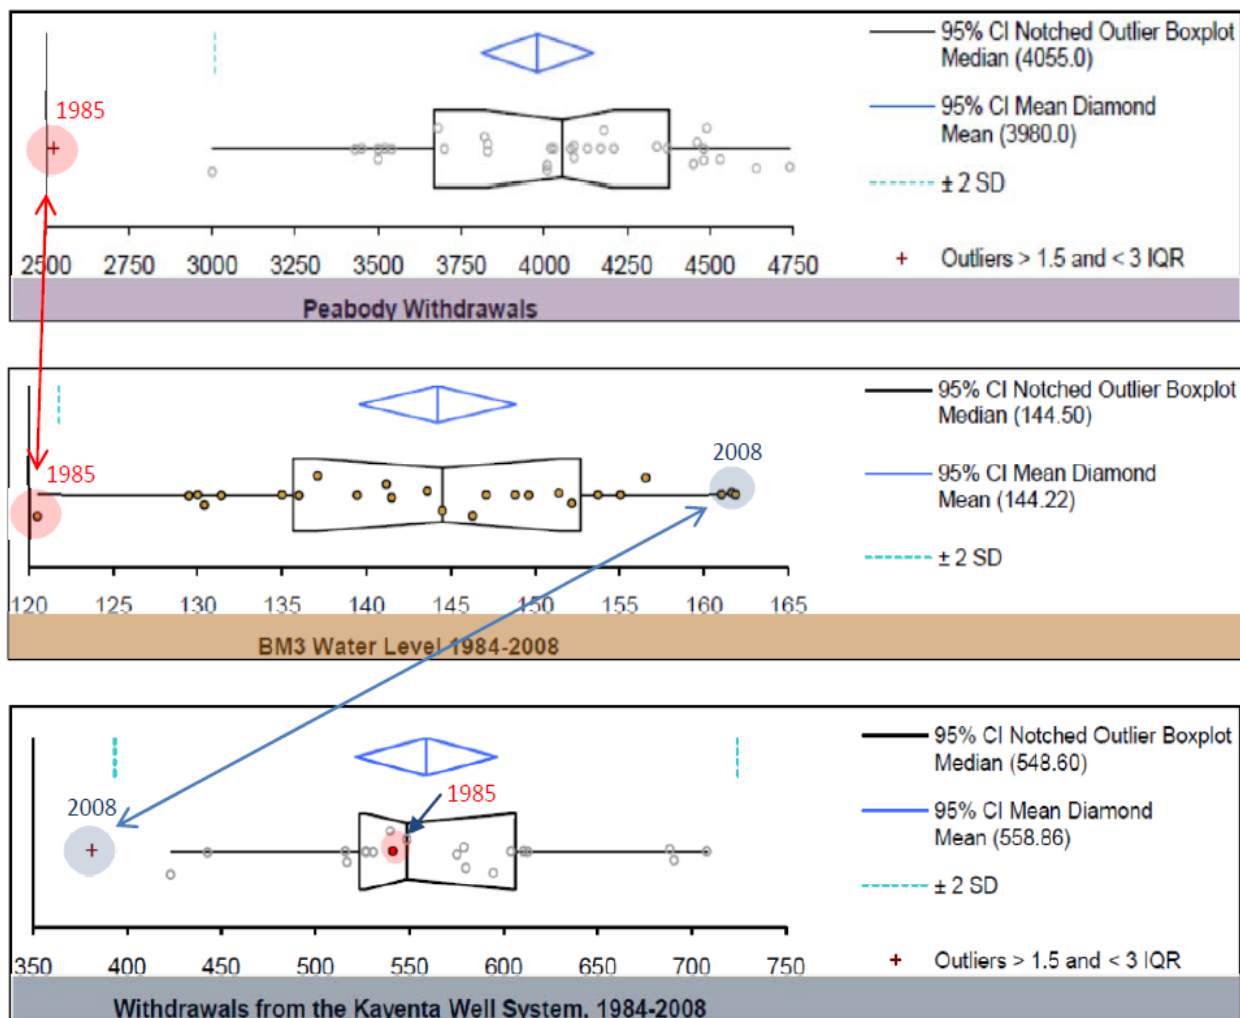 95% CI Notched Outlier Boxplot
Median (4055.0)
1985
95% CI Mean Diamond
Mean (3980.0)
± 2 SD
Outliers > 1.5 and < 3 IQR
2500 2750 3000 3250 3500 3750 4000 4250 4500 4750
Peabody Withdrawals
95% CI Notched Outlier Boxplot
Median (144.50)
2008
1985
95% CI Mean Diamond
Mean (144.22)
± 2 SD
120 125 130 135 140 145 150 155 160 165
BM3 Water Level 1984-2008
95% CI Notched Outlier Boxplot
Median (548.60)
2008
1985
95% CI Mean Diamond
Mean (558.86)
± 2 SD
Outliers > 1.5 and < 3 IQR
350 400 450 500 550 600 650 700 750
Withdrawals from the Kayenta Well System, 1984-2008